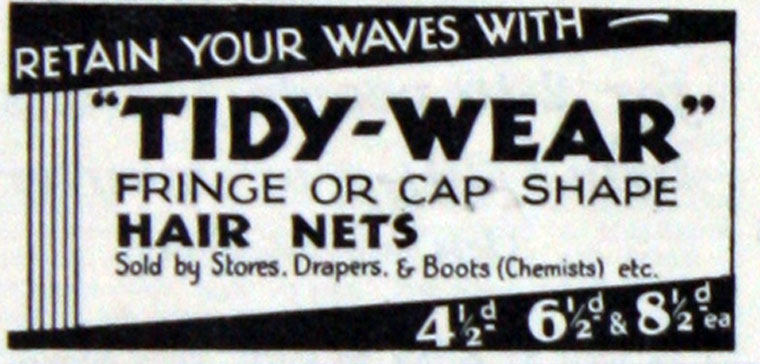 RETAIN YOUR WAVES WITH —
"TIDY-WEAR"
FRINGE OR CAP SHAPE
HAIR NETS
Sold by Stores. Drapers. & Boots (Chemists) etc.
4½d 6½d & 8½d ea